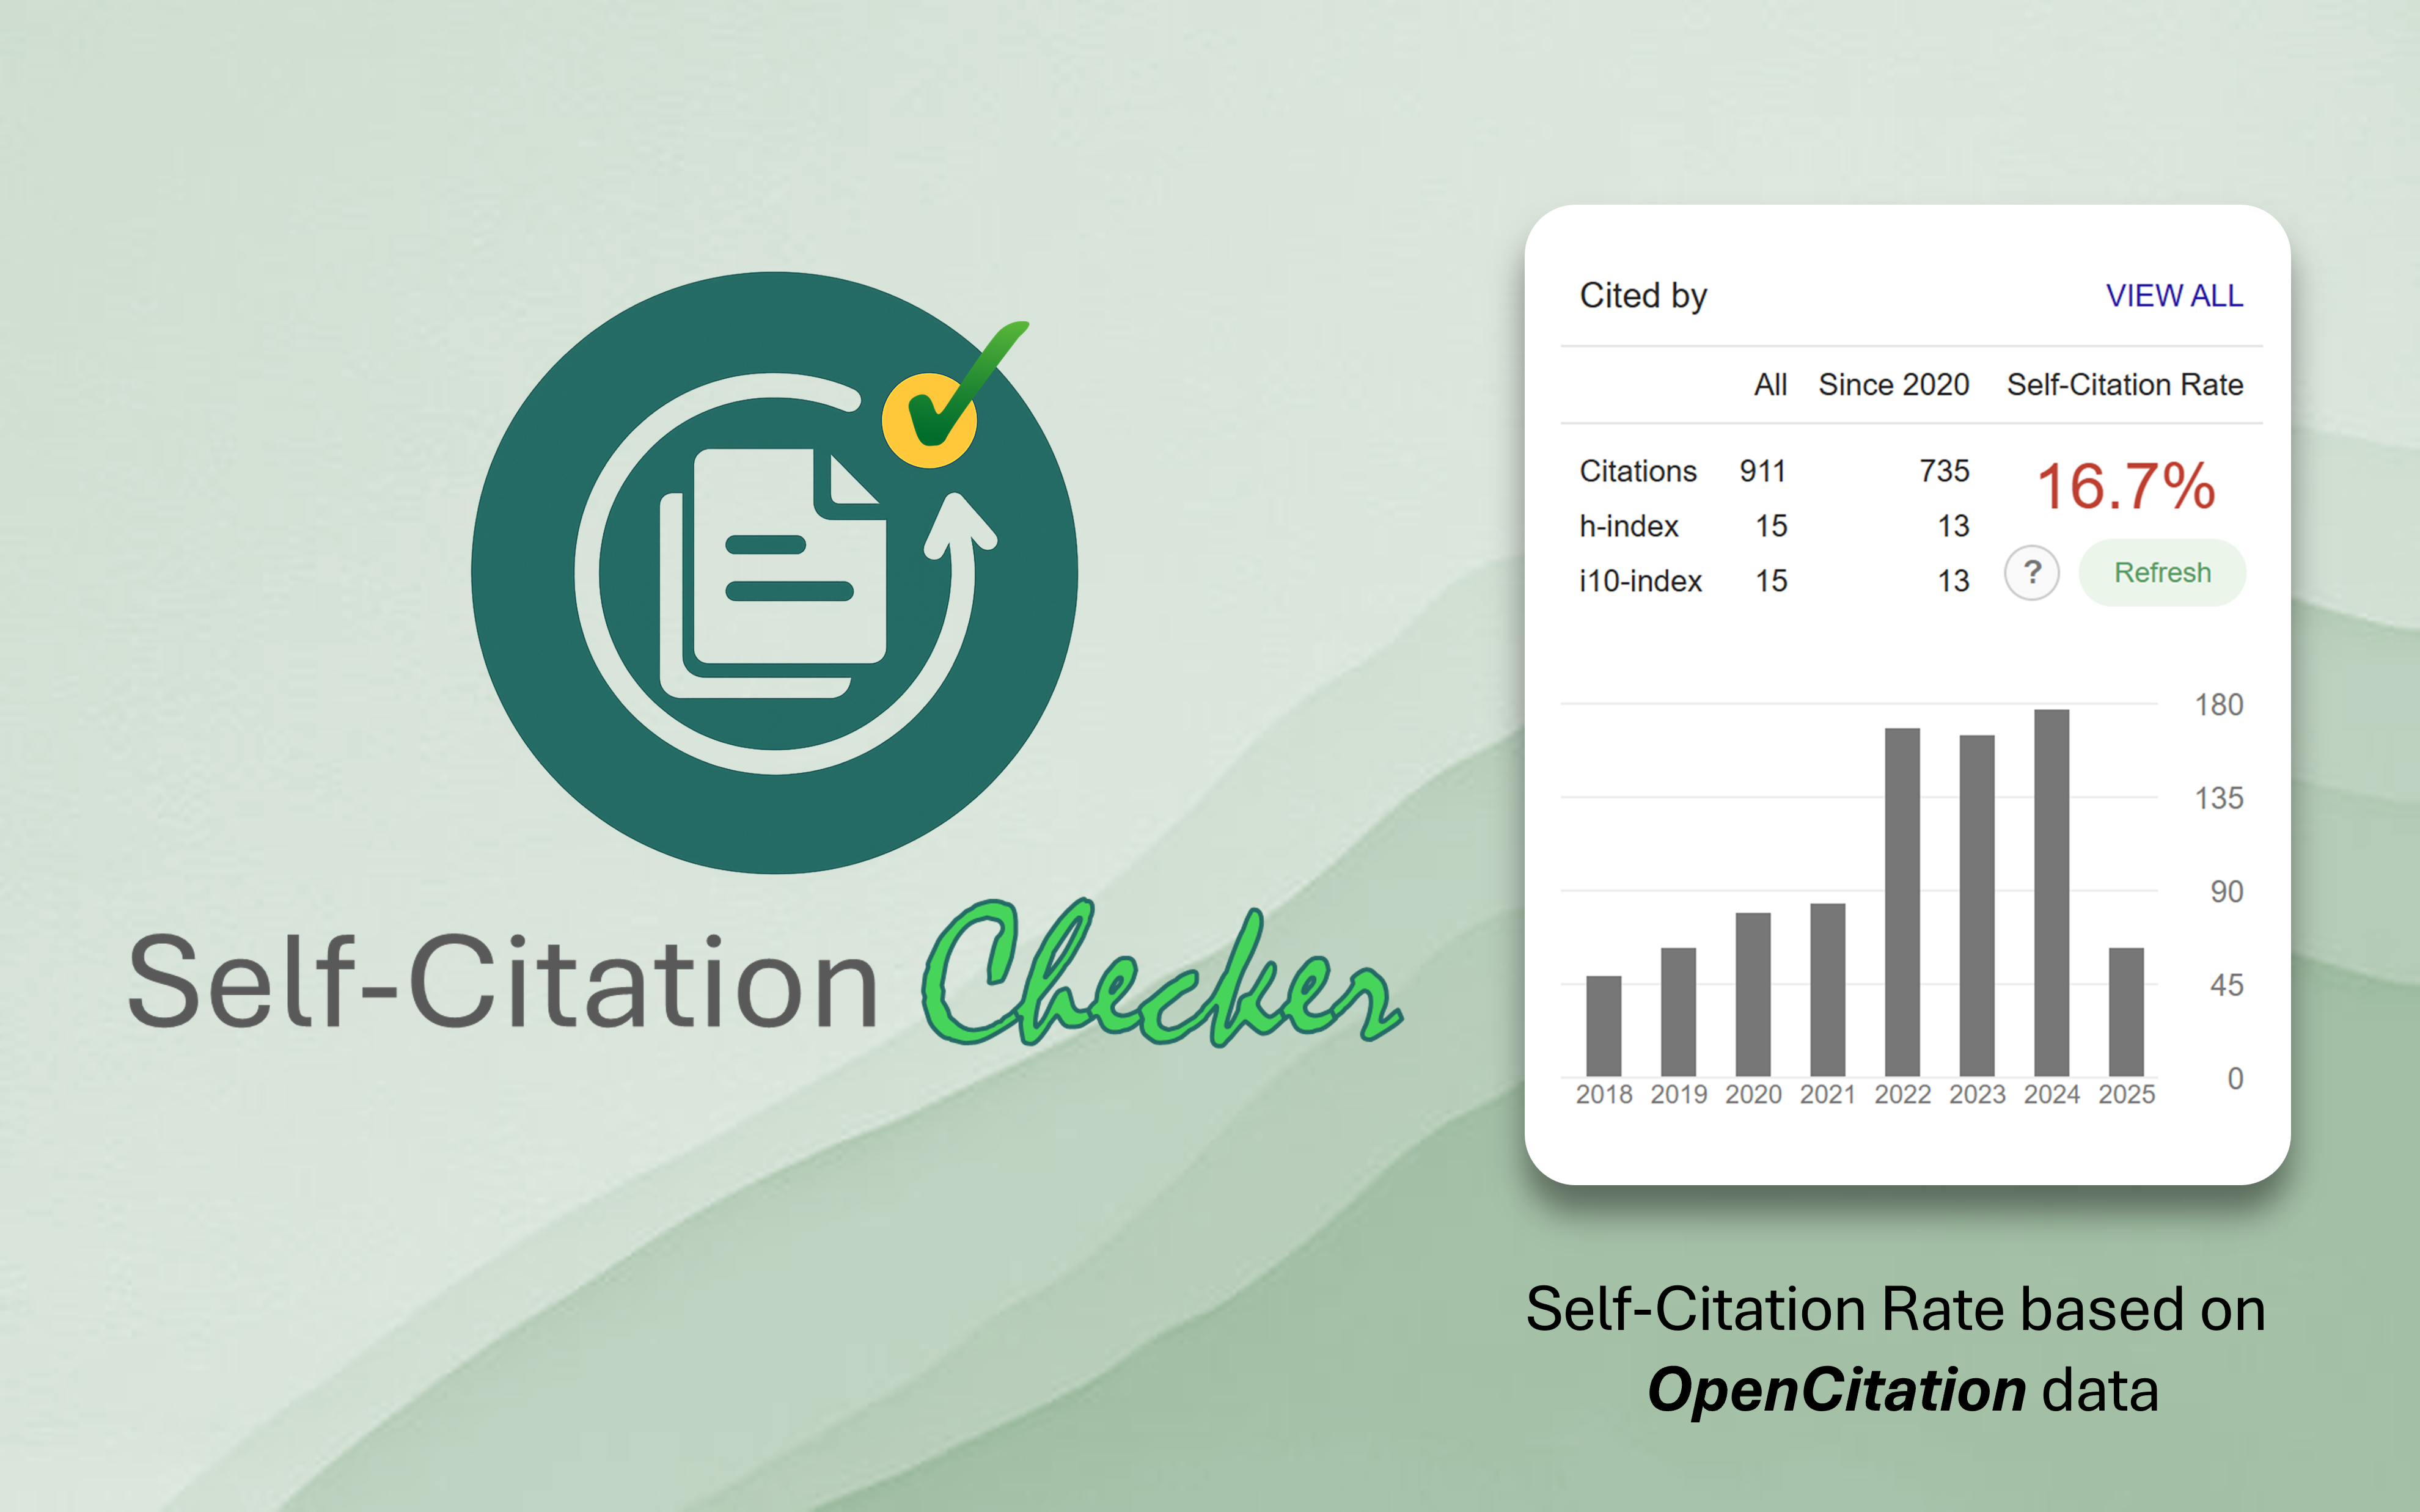 Self-Citation Checker
Cited by VIEW ALL
All Since 2020 Self-Citation Rate
Citations 911 735 16.7%
h-index 15 13
i10-index 15 13 ? Refresh
180
135
90
45
0
2018 2019 2020 2021 2022 2023 2024 2025
Self-Citation Rate based on
OpenCitation data